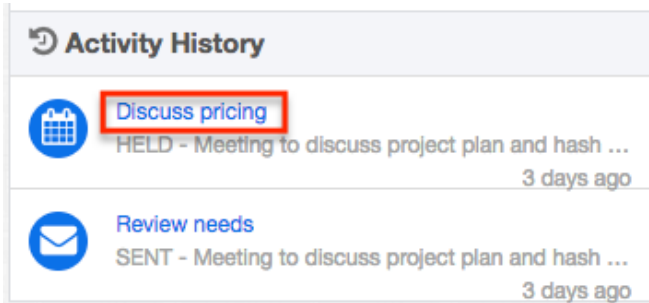 Activity History
Discuss pricing
HELD - Meeting to discuss project plan and hash ...
3 days ago
Review needs
SENT - Meeting to discuss project plan and hash ...
3 days ago